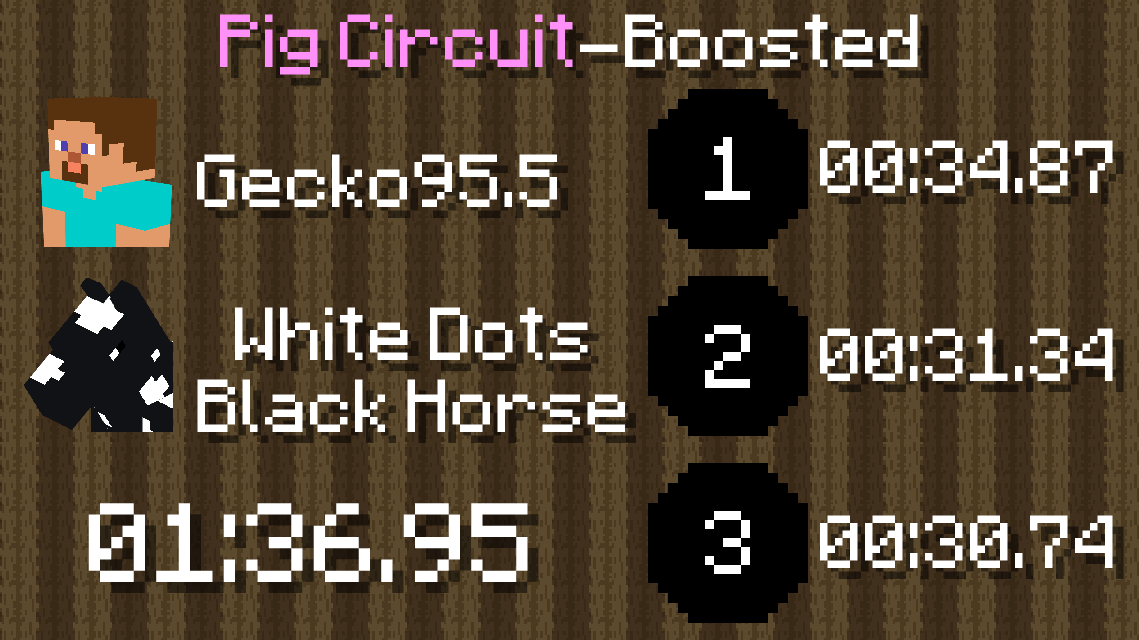 Pig Circuit-Boosted
Gecko95.5
1 00:34.87
White Dots
Black Horse
2 00:31.34
01:36.95
3 00:30.74